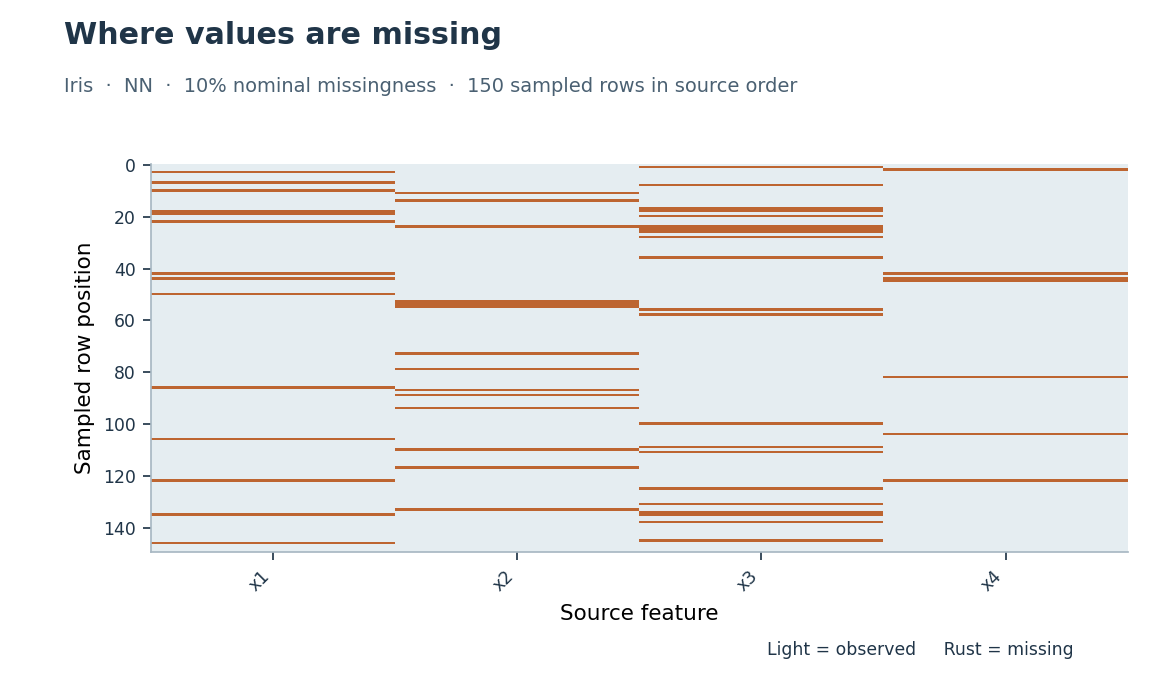 Where values are missing
Iris · NN · 10% nominal missingness · 150 sampled rows in source order
0
20
40
60
80
100
120
140
Sampled row position
x1
x2
x3
x4
Source feature
Light = observed Rust = missing